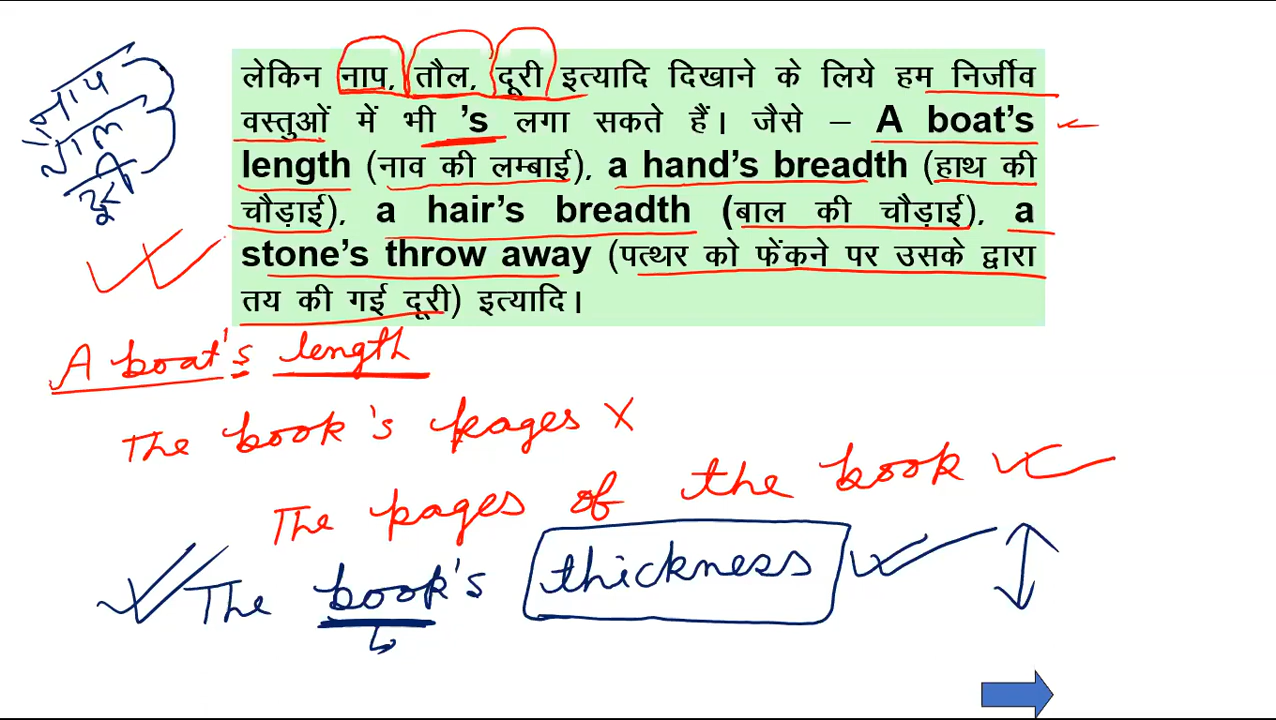 नाप
तौल
दूरी
लेकिन नाप, तौल, दूरी इत्यादि दिखाने के लिये हम निर्जीव
वस्तुओं में भी 's लगा सकते हैं। जैसे – A boat's
length (नाव की लम्बाई), a hand's breadth (हाथ की
चौड़ाई), a hair's breadth (बाल की चौड़ाई), a
stone's throw away (पत्थर को फेंकने पर उसके द्वारा
तय की गई दूरी) इत्यादि।
A boat's length
The book's pages X
The pages of the book
The book's thickness